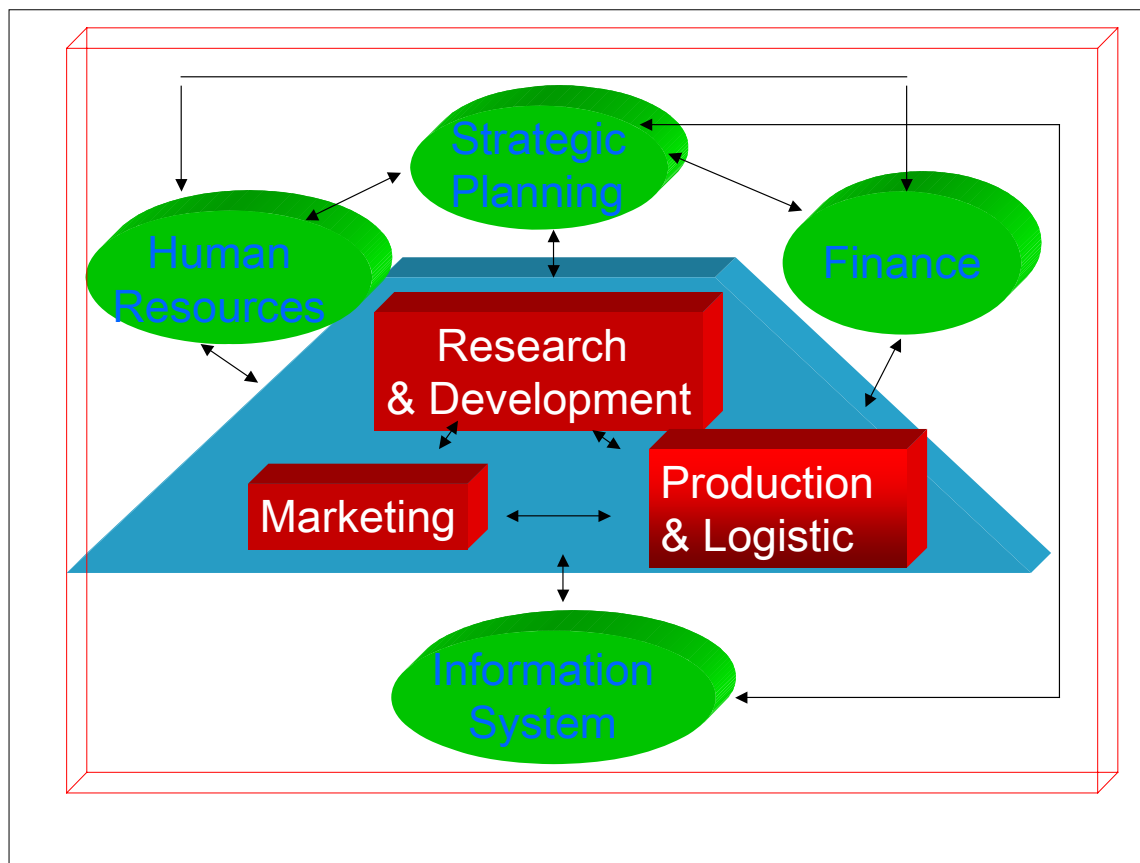 Strategic
Planning
Human
Resources
Finance
Research
& Development
Marketing
Production
& Logistic
Information
System